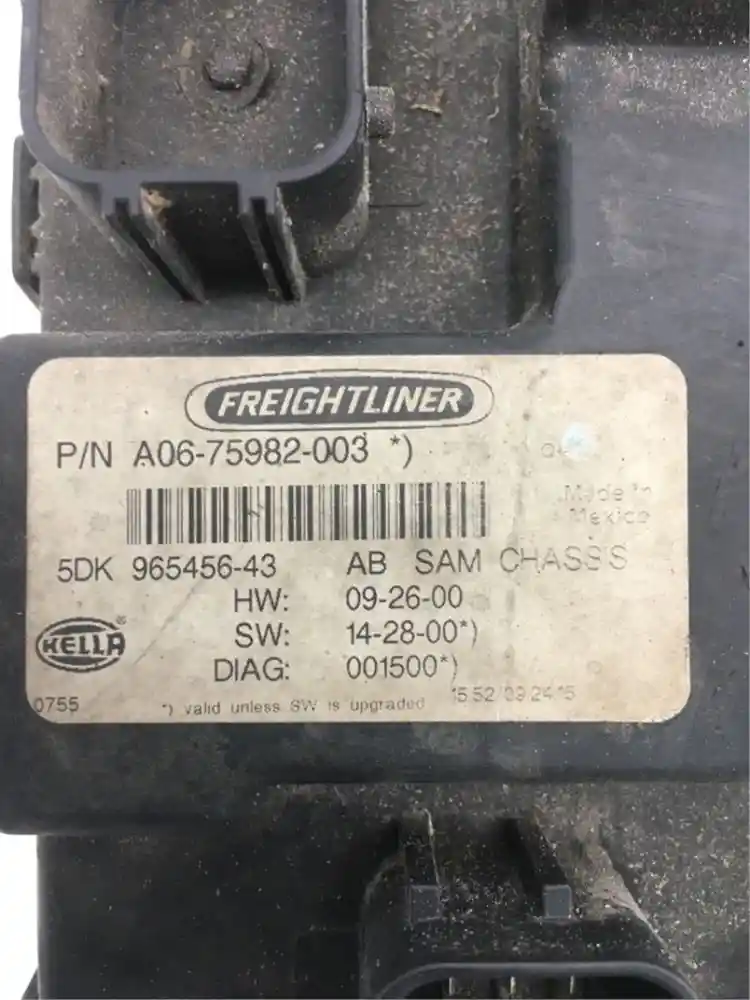 FREIGHTLINER
P/N A06-75982-003 *)
Made in
Mexico
5DK 965456-43 AB SAM CHASSIS
HW: 09-26-00
SW: 14-28-00*)
HELLA ®
DIAG: 001500*)
0755 *) valid unless SW is upgraded 15:52/09.24.15